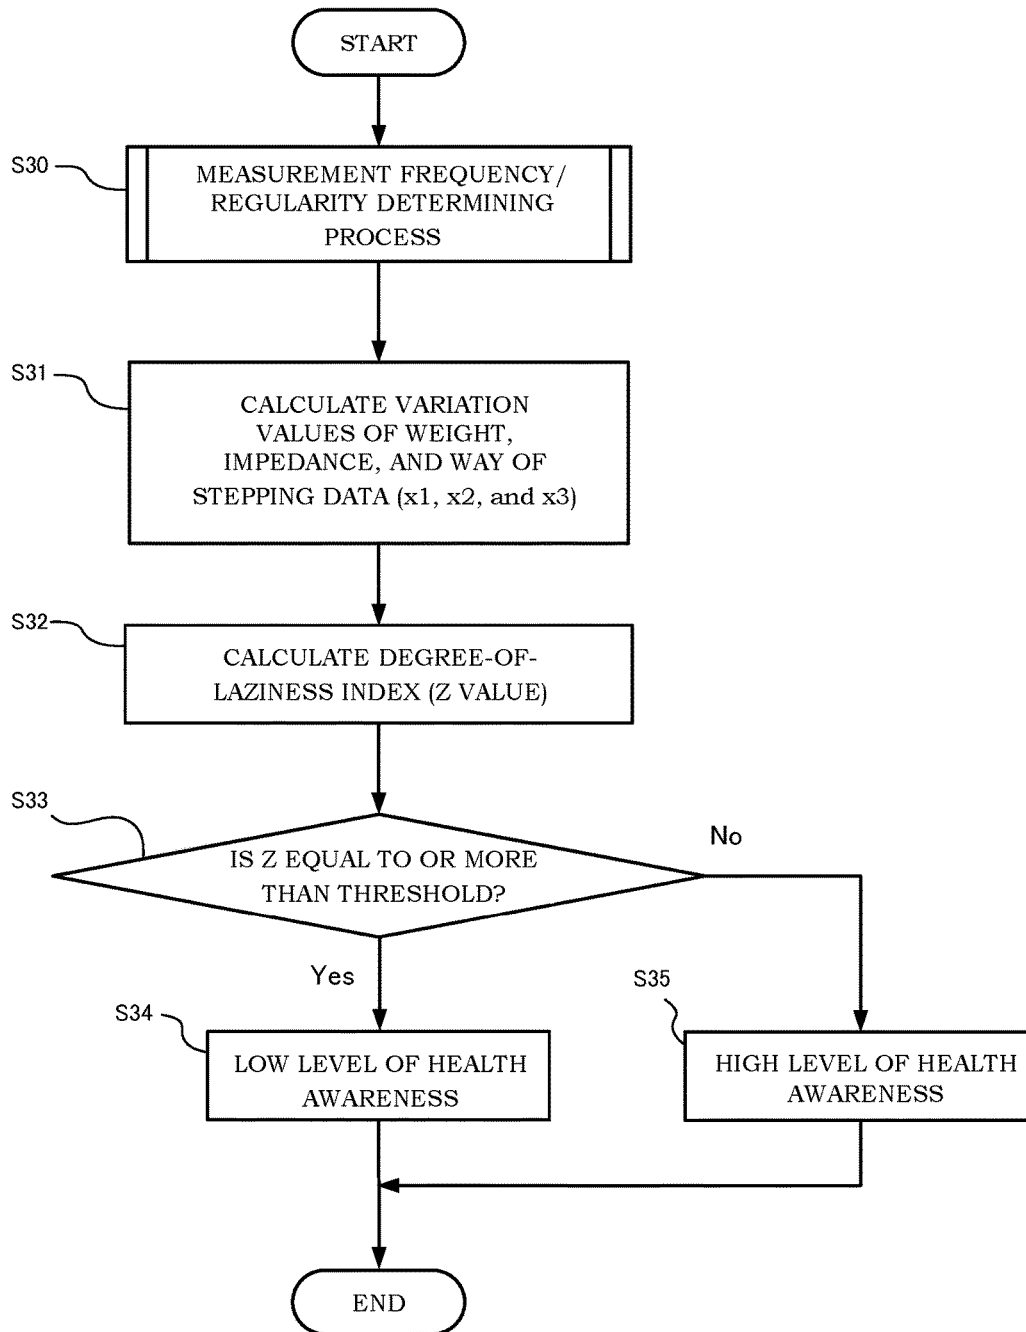 START
S30
MEASUREMENT FREQUENCY/
REGULARITY DETERMINING
PROCESS
S31
CALCULATE VARIATION
VALUES OF WEIGHT,
IMPEDANCE, AND WAY OF
STEPPING DATA (x1, x2, and x3)
S32
CALCULATE DEGREE-OF-
LAZINESS INDEX (Z VALUE)
S33
IS Z EQUAL TO OR MORE
THAN THRESHOLD?
No
Yes
S34
LOW LEVEL OF HEALTH
AWARENESS
S35
HIGH LEVEL OF HEALTH
AWARENESS
END